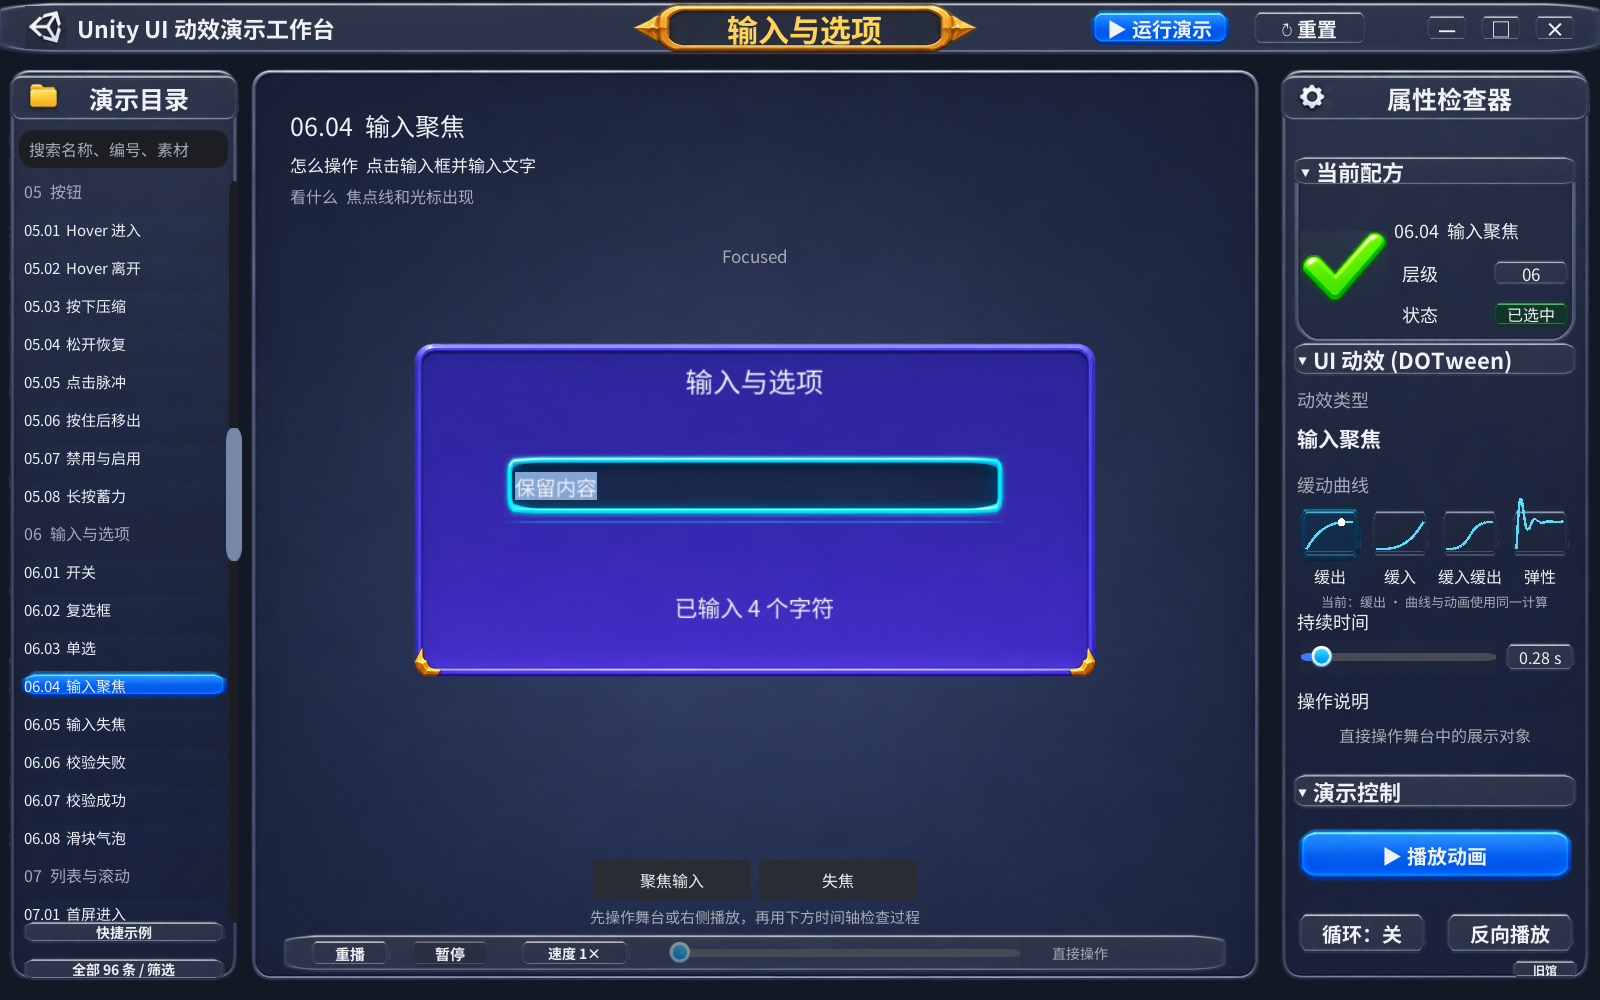 Unity UI 动效演示工作台
输入与选项
▶ 运行演示
↻ 重置
演示目录
搜索名称、编号、素材
05 按钮
05.01 Hover 进入
05.02 Hover 离开
05.03 按下压缩
05.04 松开恢复
05.05 点击脉冲
05.06 按住后移出
05.07 禁用与启用
05.08 长按蓄力
06 输入与选项
06.01 开关
06.02 复选框
06.03 单选
06.04 输入聚焦
06.05 输入失焦
06.06 校验失败
06.07 校验成功
06.08 滑块气泡
07 列表与滚动
07.01 首屏进入
快捷示例
全部 96 条 / 筛选
06.04 输入聚焦
怎么操作 点击输入框并输入文字
看什么 焦点线和光标出现
Focused
输入与选项
保留内容
已输入 4 个字符
聚焦输入
失焦
先操作舞台或右侧播放，再用下方时间轴检查过程
重播
暂停
速度 1×
直接操作
属性检查器
▼ 当前配方
06.04 输入聚焦
层级
06
状态
已选中
▼ UI 动效 (DOTween)
动效类型
输入聚焦
缓动曲线
缓出
缓入
缓入缓出
弹性
当前：缓出 · 曲线与动画使用同一计算
持续时间
0.28 s
操作说明
直接操作舞台中的展示对象
▼ 演示控制
▶ 播放动画
循环：关
反向播放
旧馆